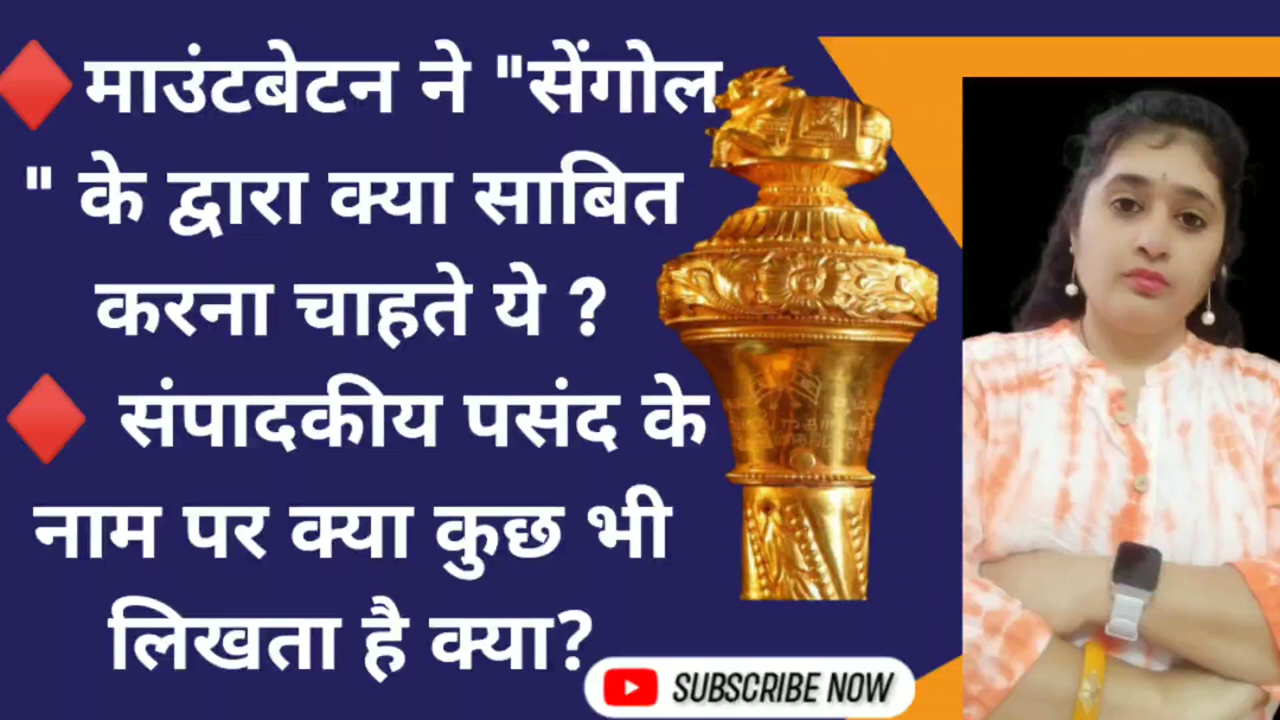 माउंटबेटन ने "सेंगोल
" के द्वारा क्या साबित
करना चाहते ये ?
संपादकीय पसंद के
नाम पर क्या कुछ भी
लिखता है क्या?
SUBSCRIBE NOW